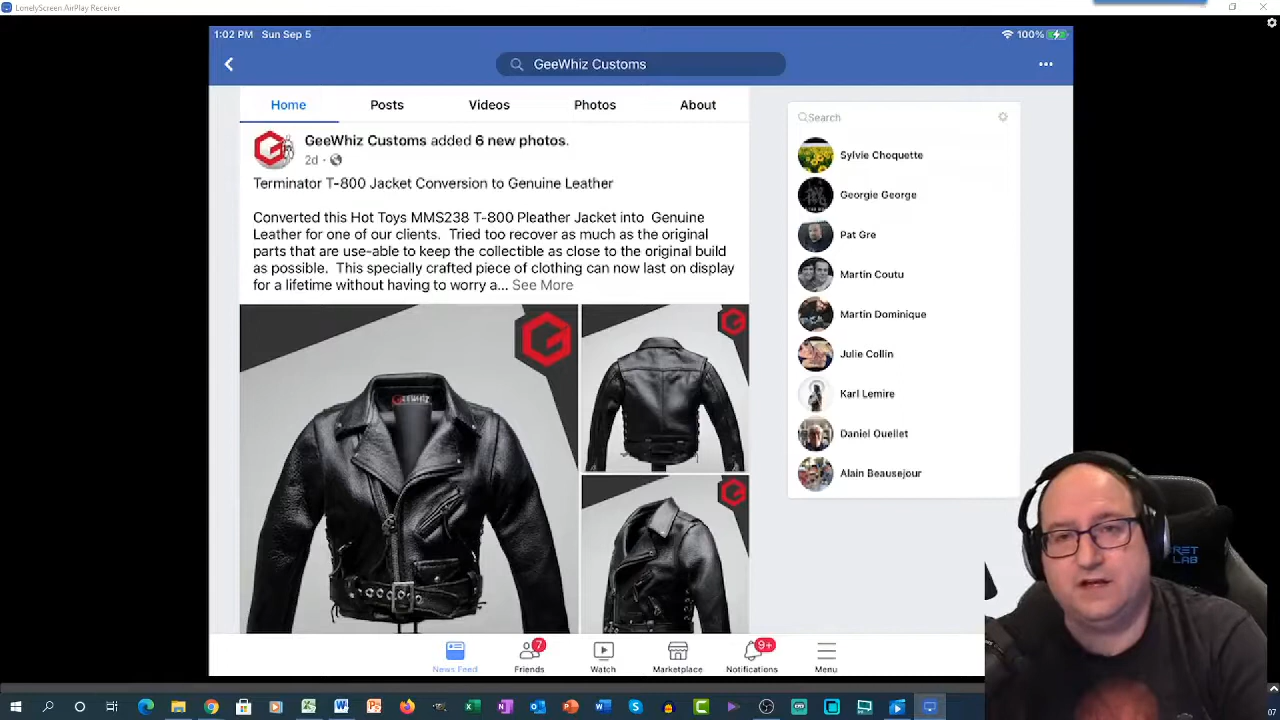 LonelyScreen AirPlay Receiver
1:02 PM Sun Sep 5
100%
GeeWhiz Customs
Home Posts Videos Photos About
GeeWhiz Customs added 6 new photos.
2d
Terminator T-800 Jacket Conversion to Genuine Leather
Converted this Hot Toys MMS238 T-800 Pleather Jacket into Genuine
Leather for one of our clients. Tried too recover as much as the original
parts that are use-able to keep the collectible as close to the original build
as possible. This specially crafted piece of clothing can now last on display
for a lifetime without having to worry a... See More
GeeWhiz
Search
Sylvie Choquette
Georgie George
Pat Gre
Martin Coutu
Martin Dominique
Julie Collin
Karl Lemire
Daniel Ouellet
Alain Beausejour
RET
LAB
7
9+
News Feed Friends Watch Marketplace Notifications Menu
07